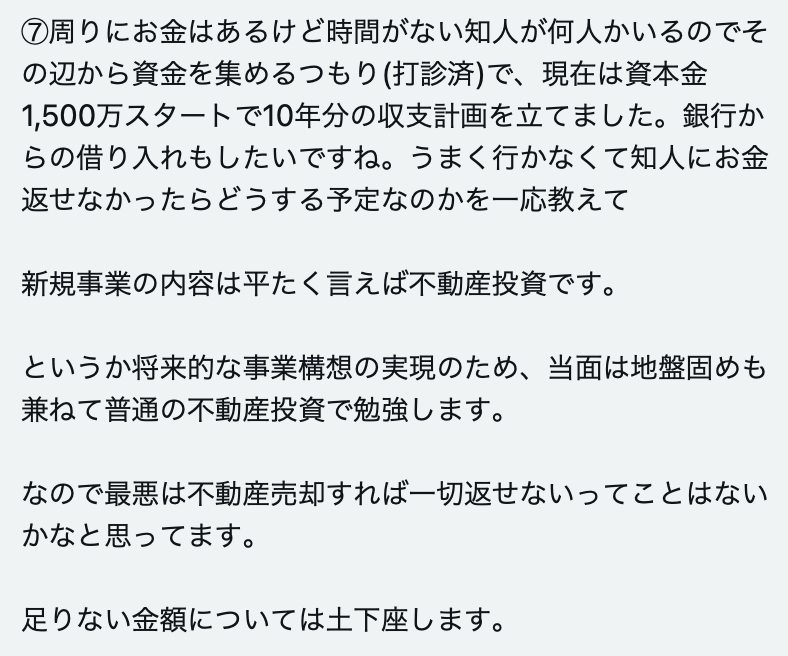 ⑦周りにお金はあるけど時間がない知人が何人かいるのでそ
の辺から資金を集めるつもり(打診済)で、現在は資本金
1,500万スタートで10年分の収支計画を立てました。銀行か
らの借り入れもしたいですね。うまく行かなくて知人にお金
返せなかったらどうする予定なのかを一応教えて
新規事業の内容は平たく言えば不動産投資です。
というか将来的な事業構想の実現のため、当面は地盤固めも
兼ねて普通の不動産投資で勉強します。
なので最悪は不動産売却すれば一切返せないってことはない
かなと思ってます。
足りない金額については土下座します。